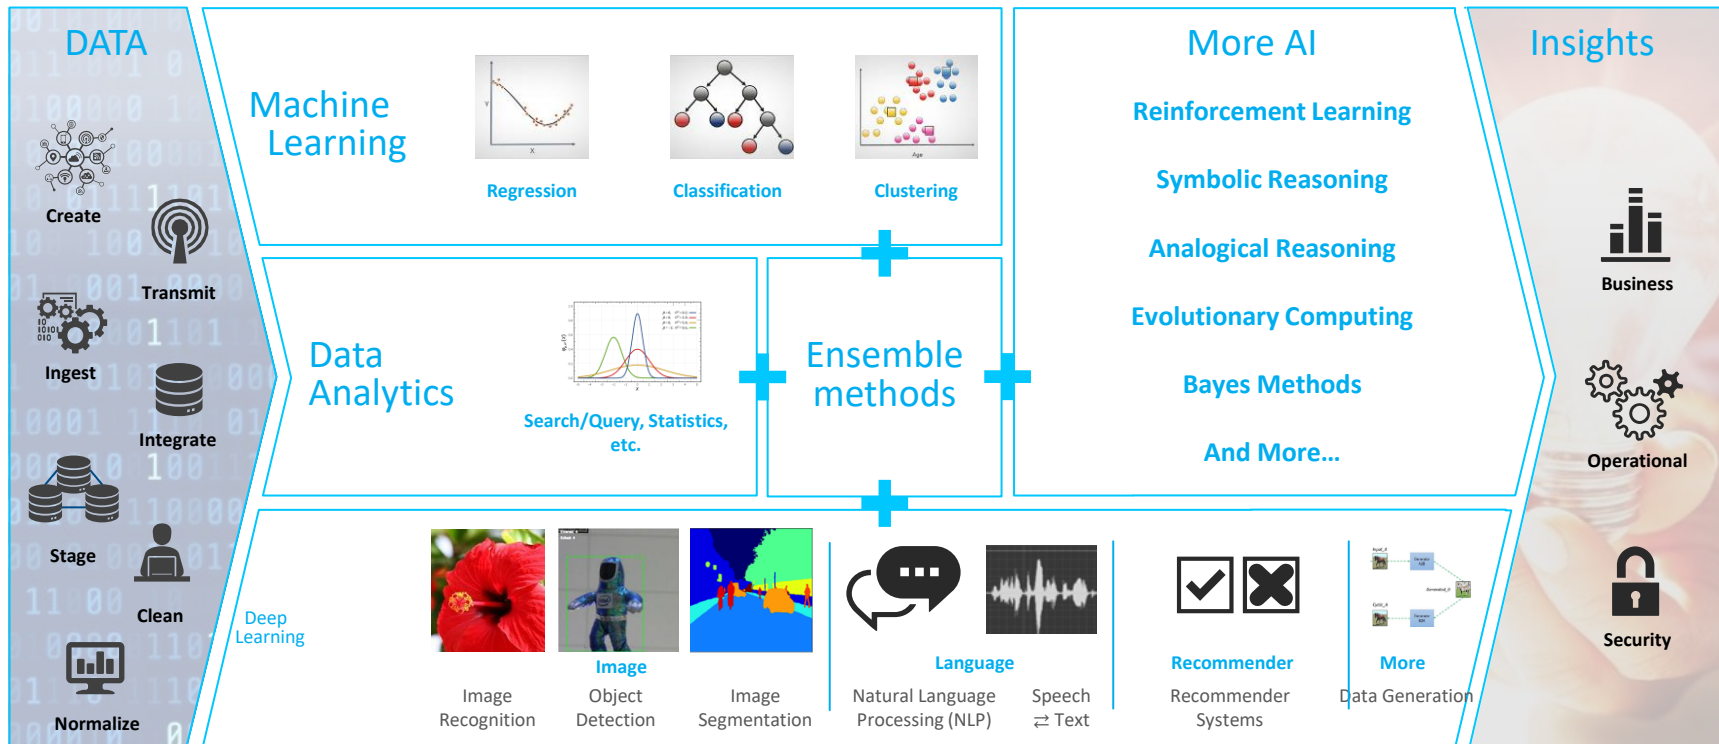 DATA
Create
Transmit
Ingest
Integrate
Stage
Clean
Normalize
Machine
Learning
Y
X
Regression
Classification
Age
Clustering
Data
Analytics
Search/Query, Statistics,
etc.
Ensemble
methods
More AI
Reinforcement Learning
Symbolic Reasoning
Analogical Reasoning
Evolutionary Computing
Bayes Methods
And More...
Deep
Learning
Image
Image
Recognition
Object
Detection
Image
Segmentation
Language
Natural Language
Processing (NLP)
Speech
⇄ Text
Recommender
Recommender
Systems
More
Data Generation
Insights
Business
Operational
Security